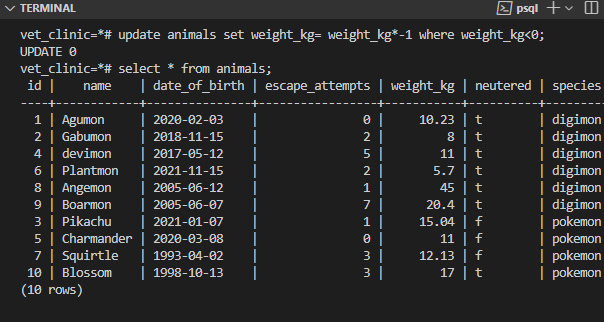 TERMINAL psql
vet_clinic=*# update animals set weight_kg= weight_kg*-1 where weight_kg<0;
UPDATE 0
vet_clinic=*# select * from animals;
id | name | date_of_birth | escape_attempts | weight_kg | neutered | species
----+------------+---------------+-----------------+-----------+----------+---------
1 | Agumon | 2020-02-03 | 0 | 10.23 | t | digimon
2 | Gabumon | 2018-11-15 | 2 | 8 | t | digimon
4 | devimon | 2017-05-12 | 5 | 11 | t | digimon
6 | Plantmon | 2021-11-15 | 2 | 5.7 | t | digimon
8 | Angemon | 2005-06-12 | 1 | 45 | t | digimon
9 | Boarmon | 2005-06-07 | 7 | 20.4 | t | digimon
3 | Pikachu | 2021-01-07 | 1 | 15.04 | f | pokemon
5 | Charmander | 2020-03-08 | 0 | 11 | f | pokemon
7 | Squirtle | 1993-04-02 | 3 | 12.13 | f | pokemon
10 | Blossom | 1998-10-13 | 3 | 17 | t | pokemon
(10 rows)